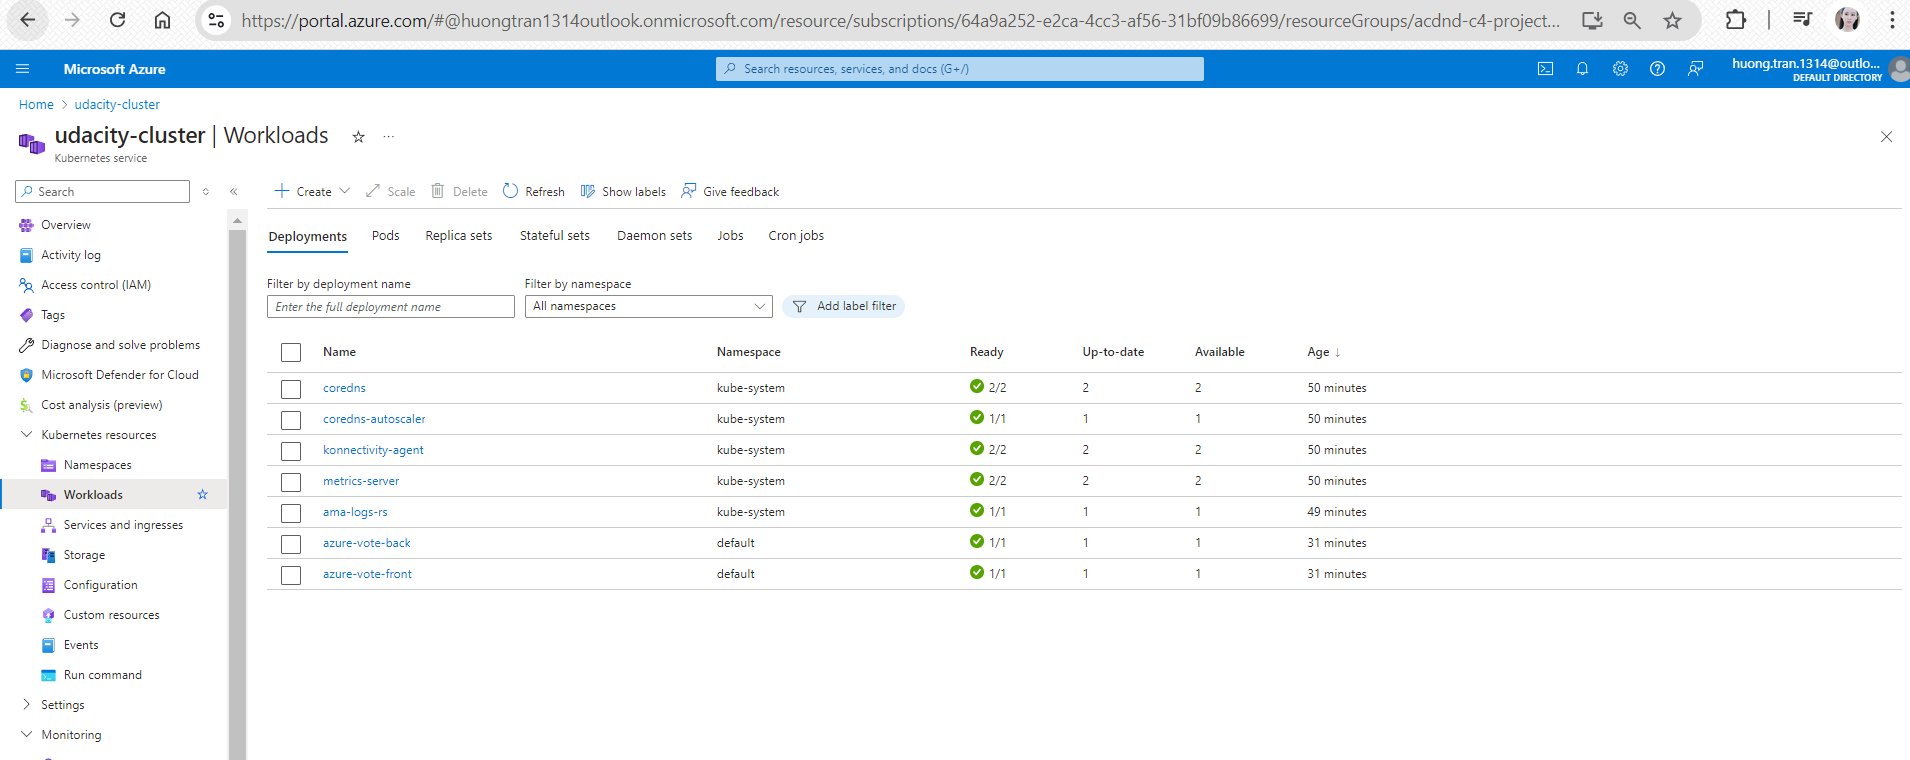 https://portal.azure.com/#@huongtran1314outlook.onmicrosoft.com/resource/subscriptions/64a9a252-e2ca-4cc3-af56-31bf09b86699/resourceGroups/acdnd-c4-project...
Microsoft Azure
Search resources, services, and docs (G+/)
huong.tran.1314@outlo...
DEFAULT DIRECTORY
Home > udacity-cluster
udacity-cluster | Workloads
Kubernetes service
Search
Create Scale Delete Refresh Show labels Give feedback
Overview
Activity log
Access control (IAM)
Tags
Diagnose and solve problems
Microsoft Defender for Cloud
Cost analysis (preview)
Kubernetes resources
Namespaces
Workloads
Services and ingresses
Storage
Configuration
Custom resources
Events
Run command
Settings
Monitoring
Deployments Pods Replica sets Stateful sets Daemon sets Jobs Cron jobs
Filter by deployment name Filter by namespace
Enter the full deployment name All namespaces Add label filter
Name Namespace Ready Up-to-date Available Age ↓
coredns kube-system 2/2 2 2 50 minutes
coredns-autoscaler kube-system 1/1 1 1 50 minutes
konnectivity-agent kube-system 2/2 2 2 50 minutes
metrics-server kube-system 2/2 2 2 50 minutes
ama-logs-rs kube-system 1/1 1 1 49 minutes
azure-vote-back default 1/1 1 1 31 minutes
azure-vote-front default 1/1 1 1 31 minutes